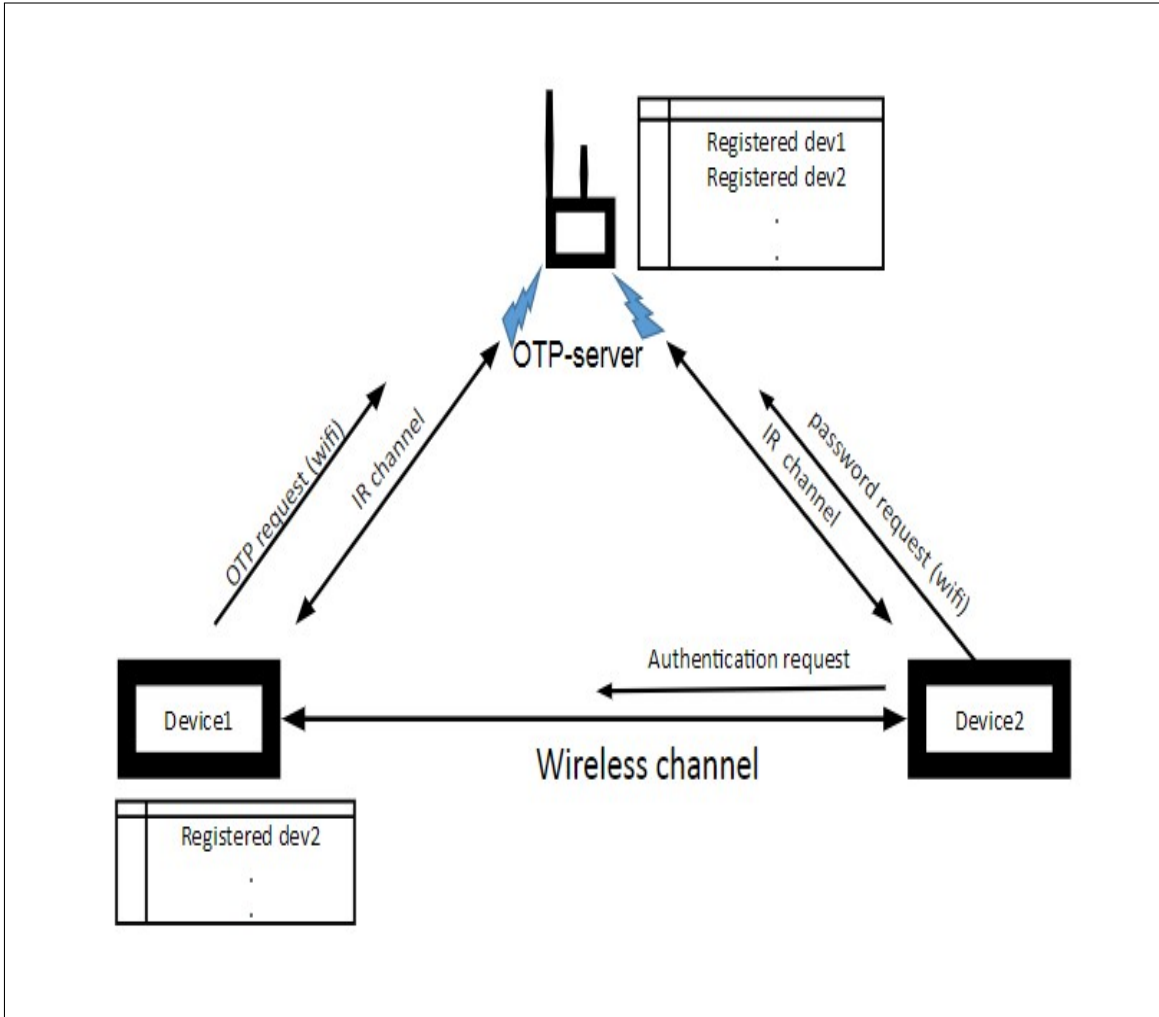 Registered dev1
Registered dev2
.
.
OTP-server
OTP request (wifi)
IR channel
IR channel
password request (wifi)
Authentication request
Device1
Device2
Wireless channel
Registered dev2
.
.